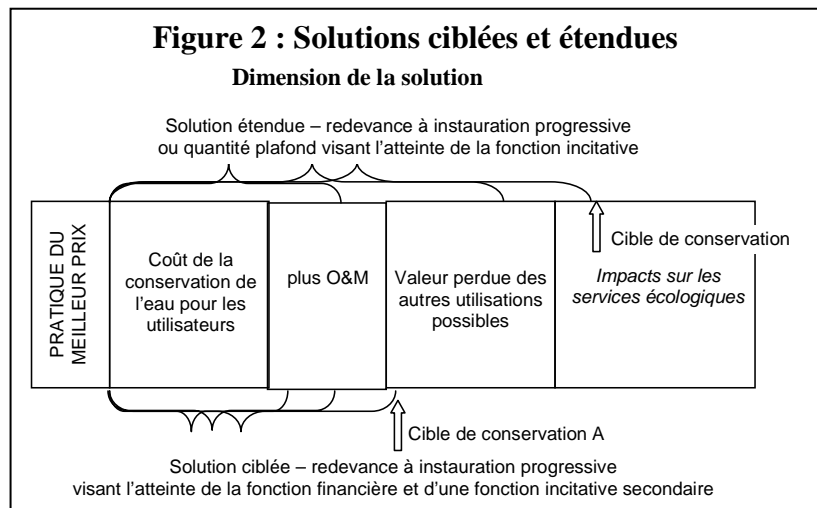 Figure 2 : Solutions ciblées et étendues
Dimension de la solution
Solution étendue – redevance à instauration progressive
ou quantité plafond visant l'atteinte de la fonction incitative
PRATIQUE DU
MEILLEUR PRIX
Coût de la
conservation de
l'eau pour les
utilisateurs
plus O&M
Valeur perdue des
autres utilisations
possibles
Cible de conservation
Impacts sur les
services écologiques
Cible de conservation A
Solution ciblée – redevance à instauration progressive
visant l'atteinte de la fonction financière et d'une fonction incitative secondaire